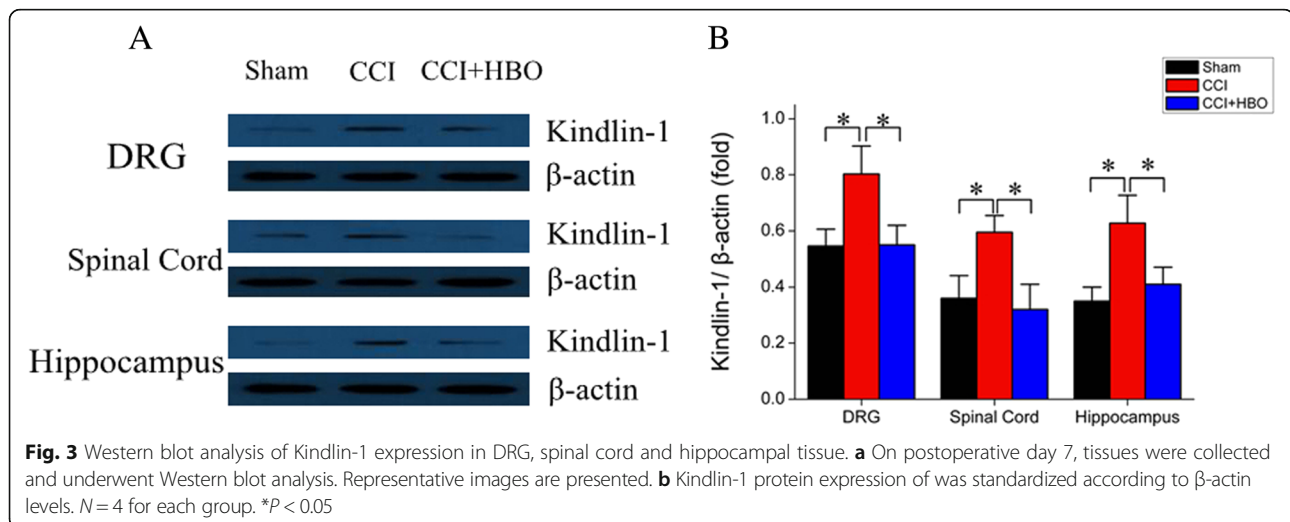 A
Sham CCI CCI+HBO
DRG
Kindlin-1
β-actin
Spinal Cord
Kindlin-1
β-actin
Hippocampus
Kindlin-1
β-actin
B
Sham
CCI
CCI+HBO
Kindlin-1/ β-actin (fold)
1.0
0.8
0.6
0.4
0.2
0.0
* *
* *
* *
DRG Spinal Cord Hippocampus
Fig. 3 Western blot analysis of Kindlin-1 expression in DRG, spinal cord and hippocampal tissue. a On postoperative day 7, tissues were collected
and underwent Western blot analysis. Representative images are presented. b Kindlin-1 protein expression of was standardized according to β-actin
levels. N = 4 for each group. *P < 0.05